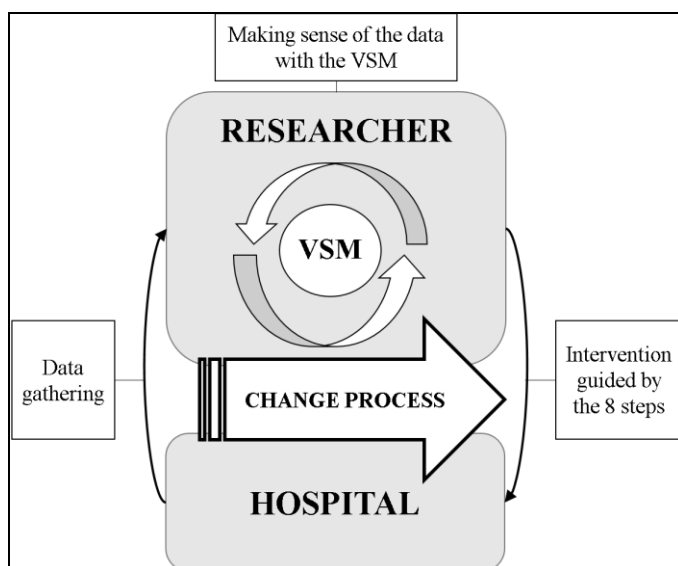 Making sense of the data
with the VSM
RESEARCHER
VSM
Data
gathering
CHANGE PROCESS
Intervention
guided by
the 8 steps
HOSPITAL